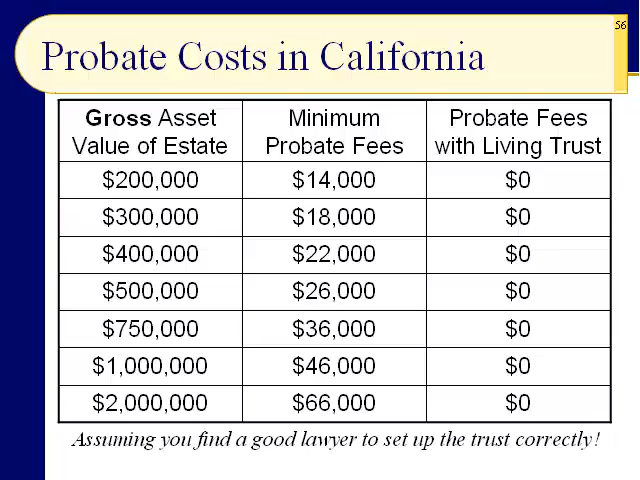 56
Probate Costs in California
Gross Asset Value of Estate | Minimum Probate Fees | Probate Fees with Living Trust
$200,000 | $14,000 | $0
$300,000 | $18,000 | $0
$400,000 | $22,000 | $0
$500,000 | $26,000 | $0
$750,000 | $36,000 | $0
$1,000,000 | $46,000 | $0
$2,000,000 | $66,000 | $0
Assuming you find a good lawyer to set up the trust correctly!